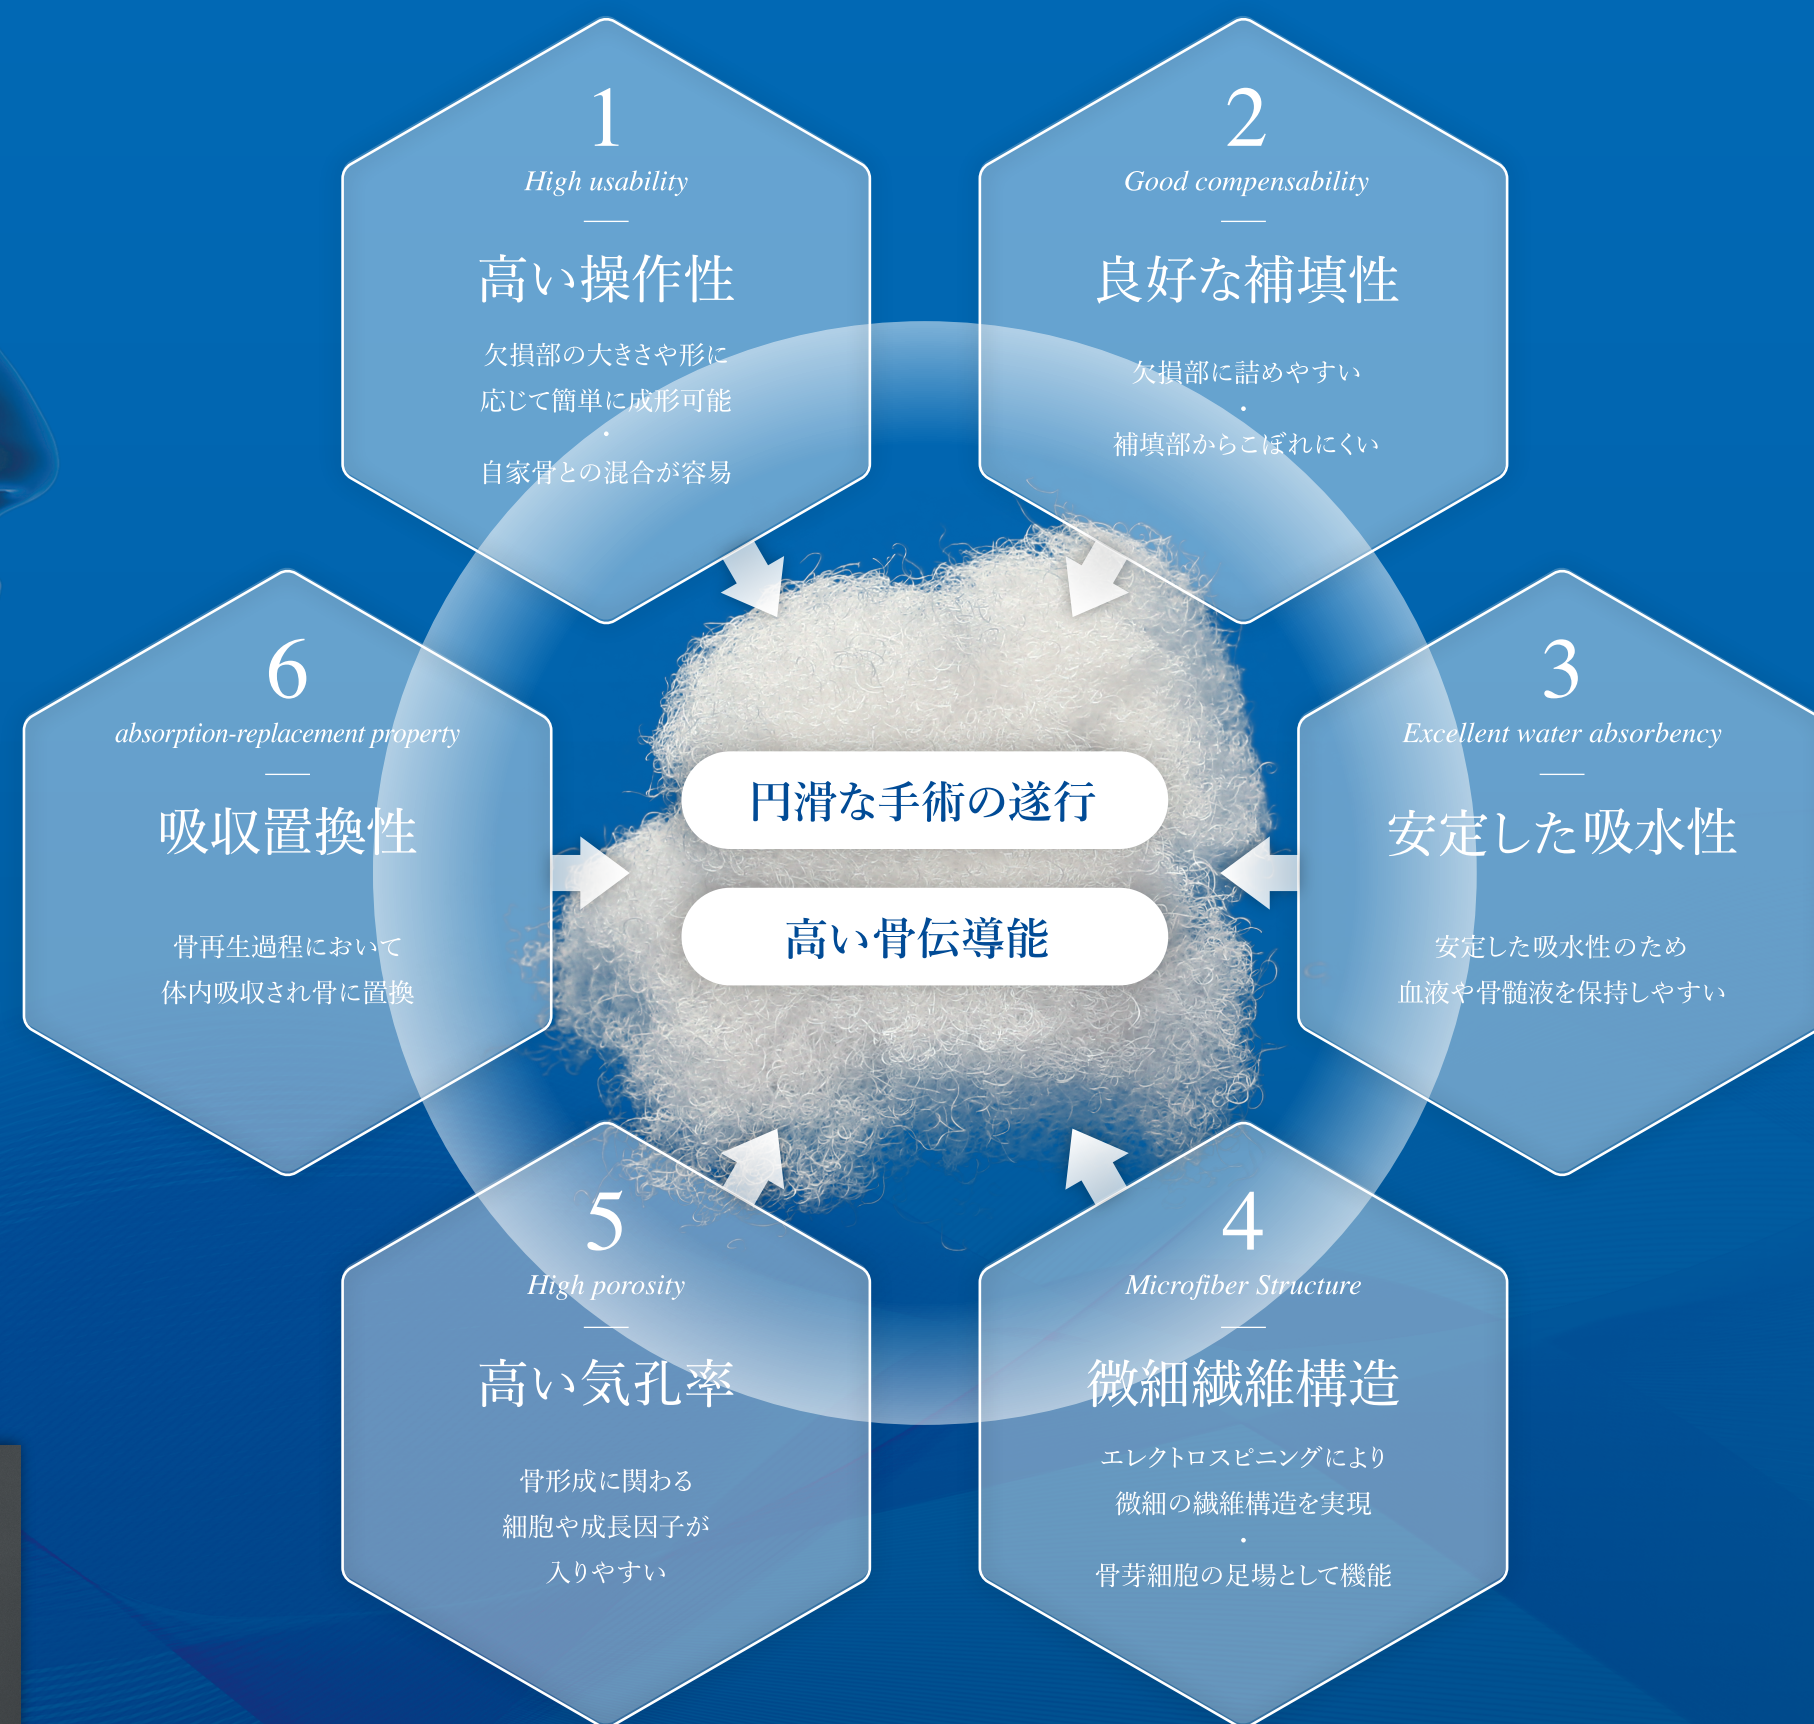 1
High usability
高い操作性
欠損部の大きさや形に
応じて簡単に成形可能
・
自家骨との混合が容易
2
Good compensability
良好な補填性
欠損部に詰めやすい
・
補填部からこぼれにくい
3
Excellent water absorbency
安定した吸水性
安定した吸水性のため
血液や骨髄液を保持しやすい
4
Microfiber Structure
微細繊維構造
エレクトロスピニングにより
微細の繊維構造を実現
・
骨芽細胞の足場として機能
5
High porosity
高い気孔率
骨形成に関わる
細胞や成長因子が
入りやすい
6
absorption-replacement property
吸収置換性
骨再生過程において
体内吸収され骨に置換
円滑な手術の遂行
高い骨伝導能